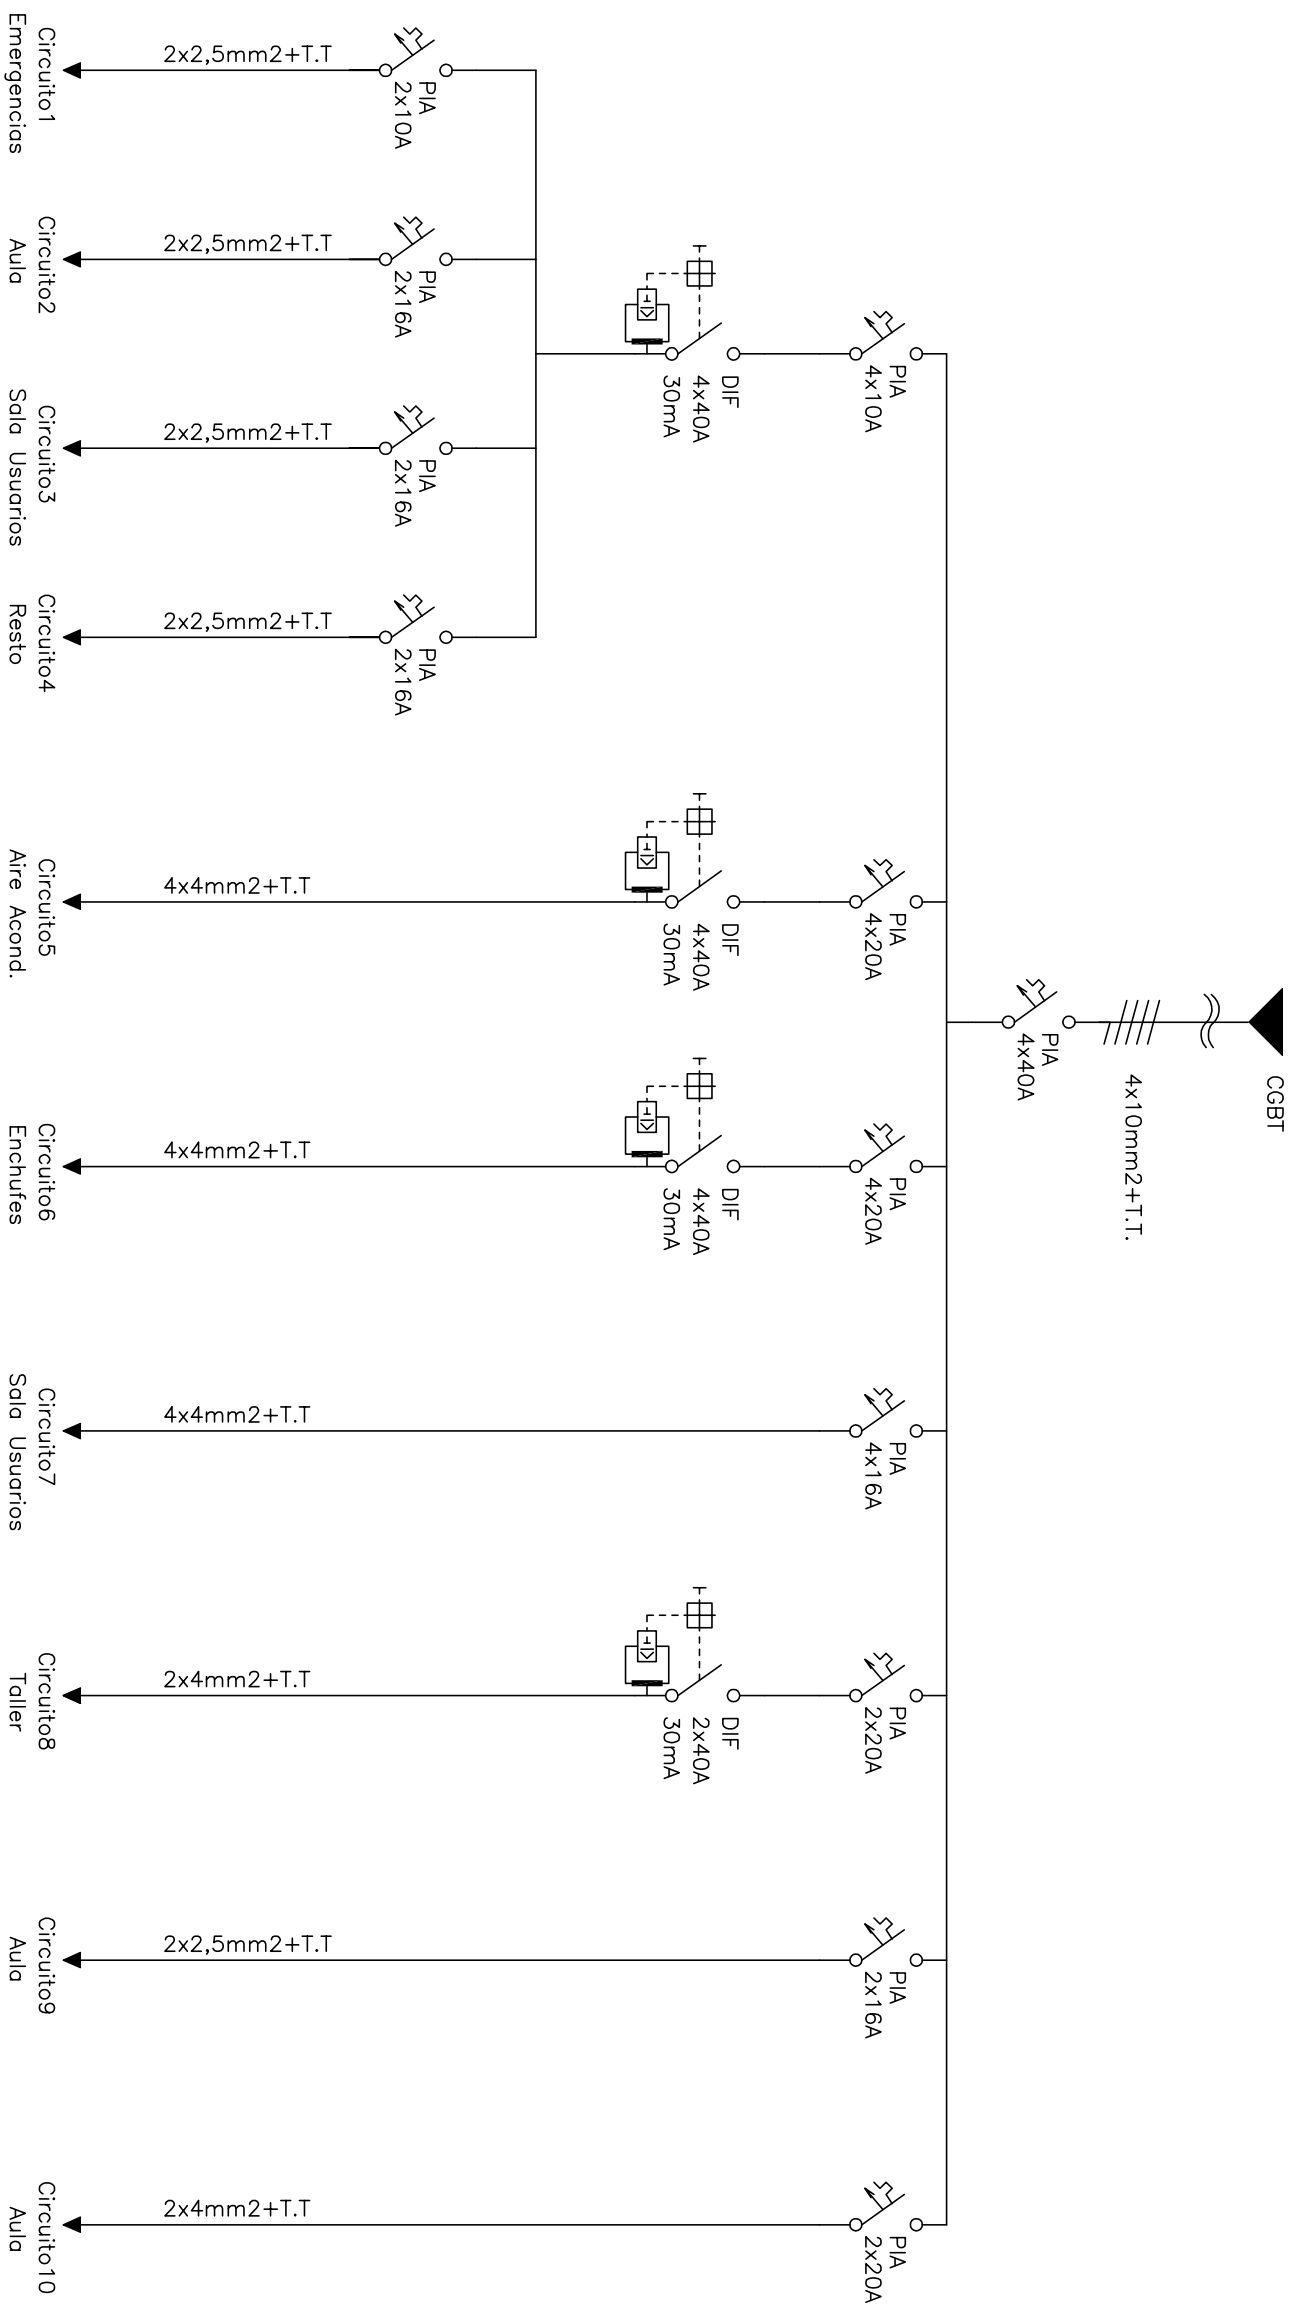 CGBT
4x10mm2+T.T.
PIA
4x40A
PIA
4x10A
PIA
4x20A
PIA
4x20A
PIA
4x16A
PIA
2x20A
PIA
2x16A
PIA
2x20A
DIF
4x40A
30mA
DIF
4x40A
30mA
DIF
4x40A
30mA
DIF
2x40A
30mA
PIA
2x10A
PIA
2x16A
PIA
2x16A
PIA
2x16A
2x2,5mm2+T.T
2x2,5mm2+T.T
2x2,5mm2+T.T
2x2,5mm2+T.T
4x4mm2+T.T
4x4mm2+T.T
4x4mm2+T.T
2x4mm2+T.T
2x2,5mm2+T.T
2x4mm2+T.T
Circuito1
Emergencias
Circuito2
Aula
Circuito3
Sala Usuarios
Circuito4
Resto
Circuito5
Aire Acond.
Circuito6
Enchufes
Circuito7
Sala Usuarios
Circuito8
Taller
Circuito9
Aula
Circuito10
Aula